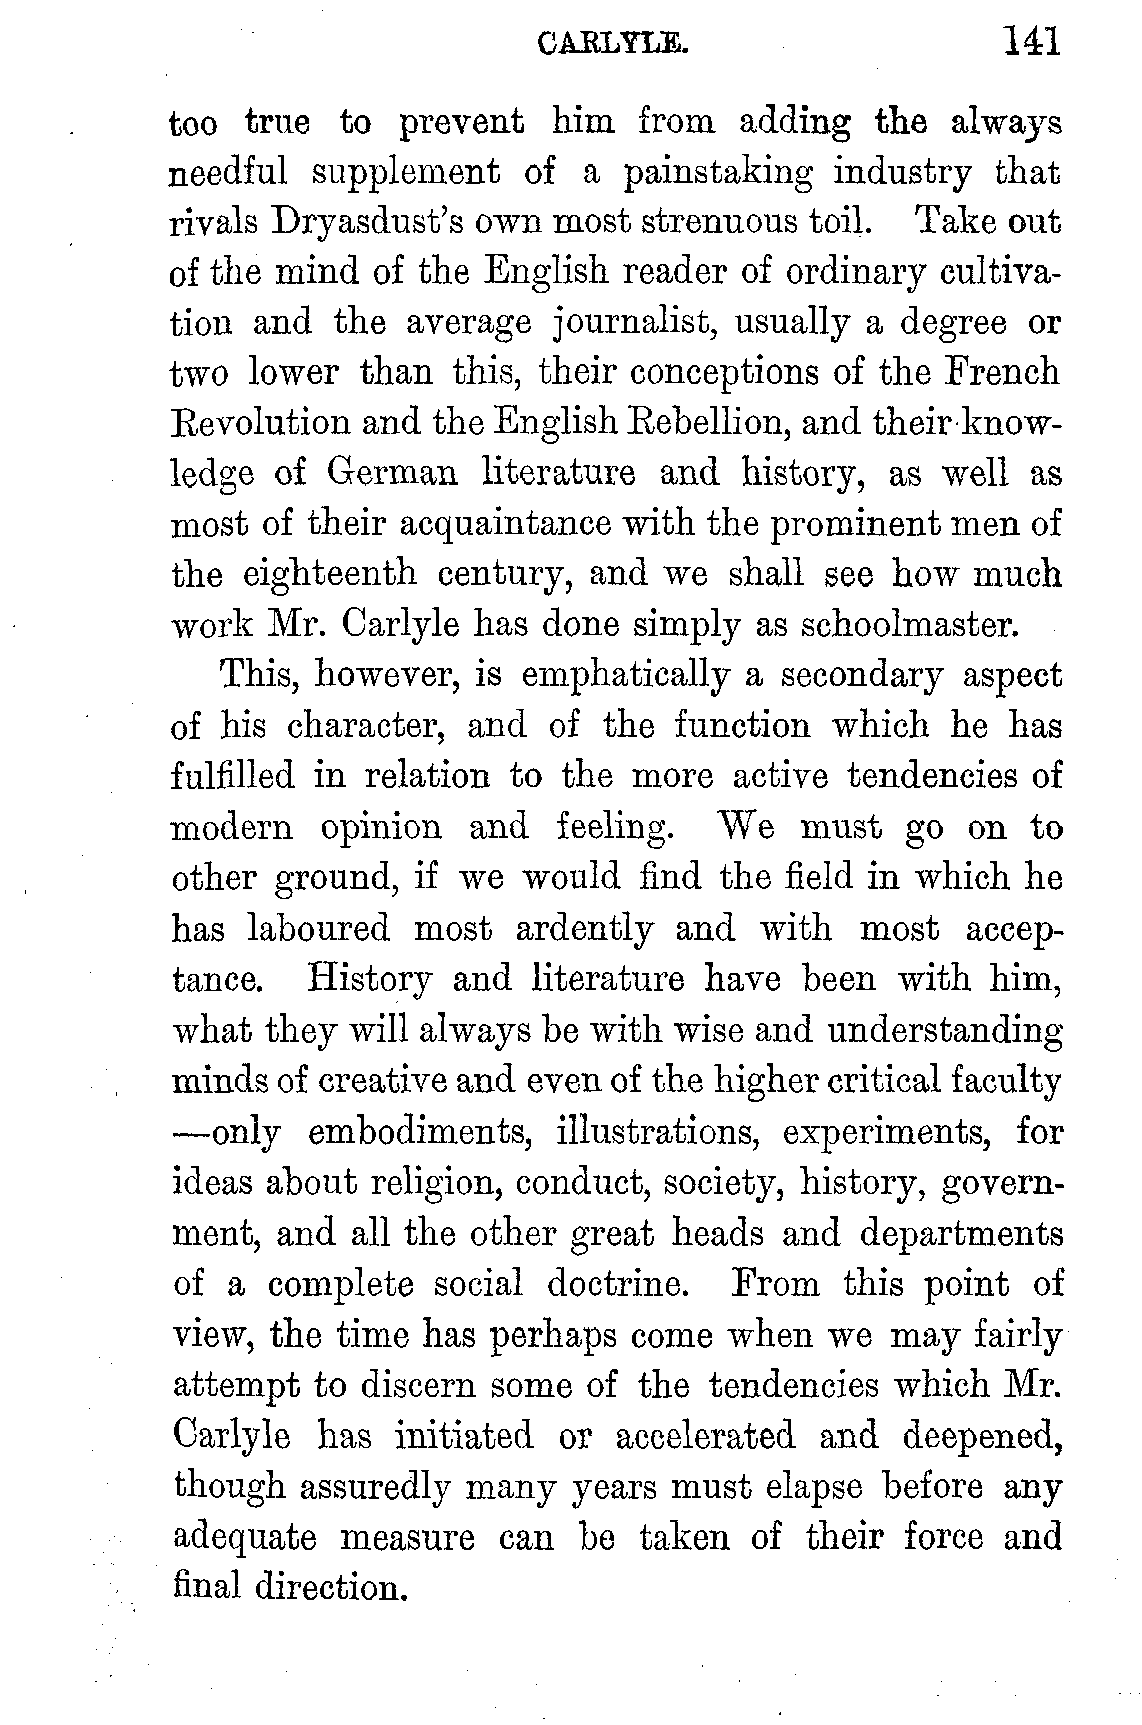 CARLYLE. 141
too true to prevent him from adding the always
needful supplement of a painstaking industry that
rivals Dryasdust's own most strenuous toil. Take out
of the mind of the English reader of ordinary cultiva-
tion and the average journalist, usually a degree or
two lower than this, their conceptions of the French
Revolution and the English Rebellion, and their know-
ledge of German literature and history, as well as
most of their acquaintance with the prominent men of
the eighteenth century, and we shall see how much
work Mr. Carlyle has done simply as schoolmaster.
This, however, is emphatically a secondary aspect
of his character, and of the function which he has
fulfilled in relation to the more active tendencies of
modern opinion and feeling. We must go on to
other ground, if we would find the field in which he
has laboured most ardently and with most accep-
tance. History and literature have been with him,
what they will always be with wise and understanding
minds of creative and even of the higher critical faculty
—only embodiments, illustrations, experiments, for
ideas about religion, conduct, society, history, govern-
ment, and all the other great heads and departments
of a complete social doctrine. From this point of
view, the time has perhaps come when we may fairly
attempt to discern some of the tendencies which Mr.
Carlyle has initiated or accelerated and deepened,
though assuredly many years must elapse before any
adequate measure can be taken of their force and
final direction.